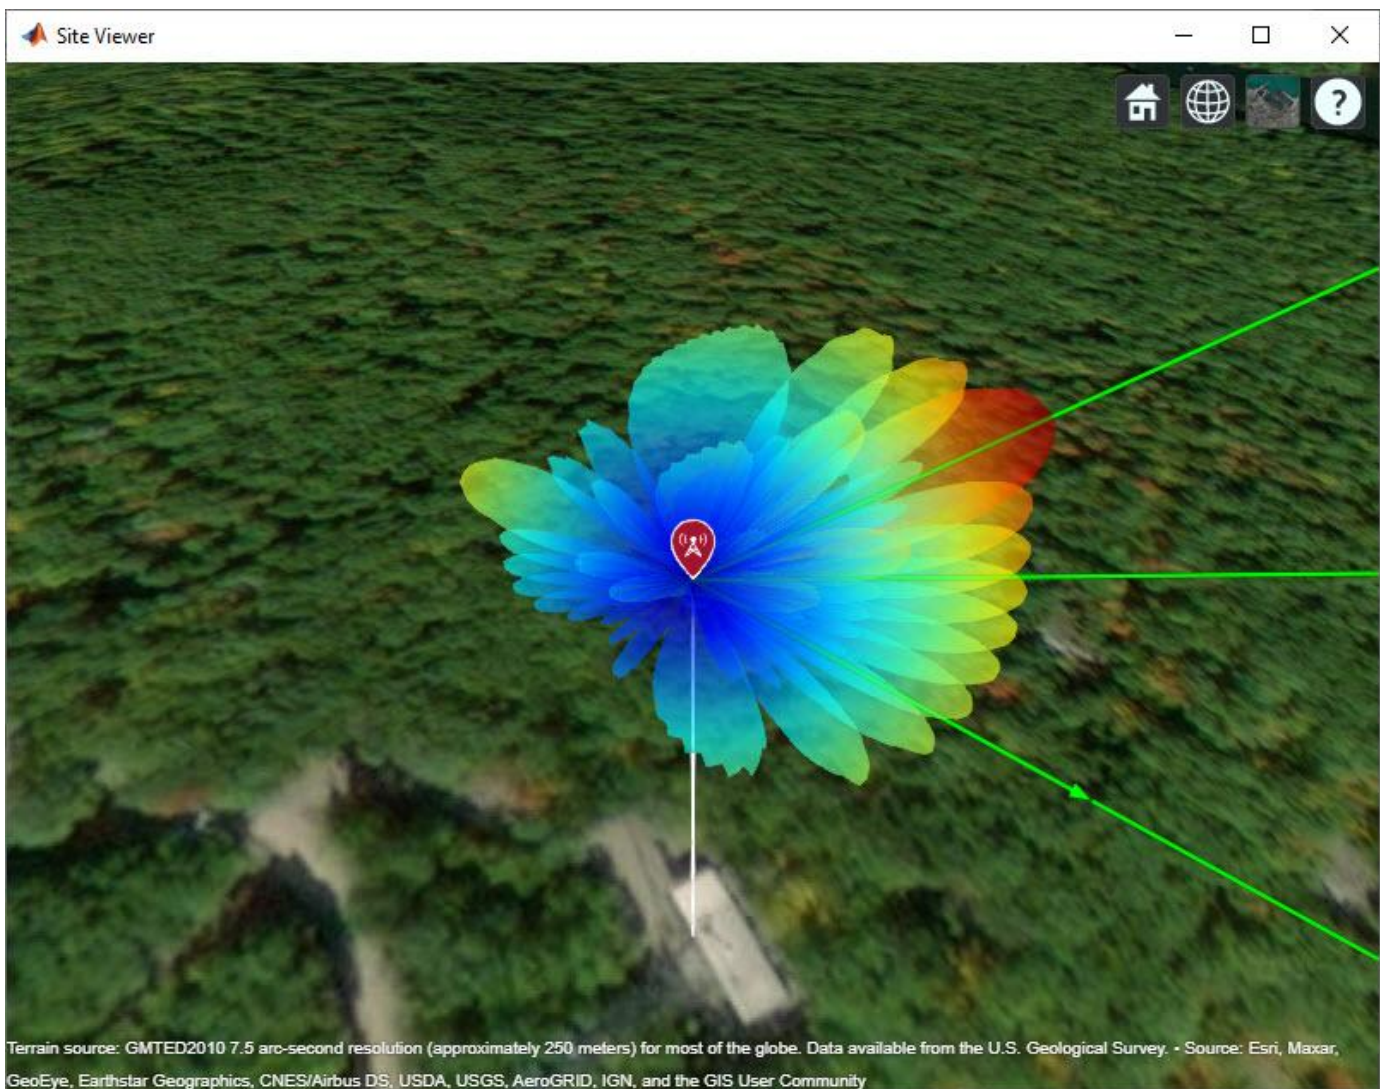 Site Viewer
?
Terrain source: GMTED2010 7.5 arc-second resolution (approximately 250 meters) for most of the globe. Data available from the U.S. Geological Survey. - Source: Esri, Maxar,
GeoEye, Earthstar Geographics, CNES/Airbus DS, USDA, USGS, AeroGRID, IGN, and the GIS User Community